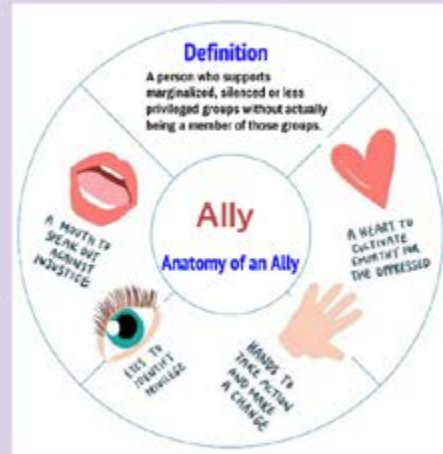 Definition
A person who supports
marginalized, silenced or less
privileged groups without actually
being a member of those groups.
A HEART TO
CULTIVATE
EMPATHY FOR
THE OPPRESSED
HANDS TO
TAKE ACTION
AND MAKE
A CHANGE
EYES TO
IDENTIFY
PRIVILEGE
A MOUTH TO
SPEAK OUT
AGAINST
INJUSTICE
Ally
Anatomy of an Ally